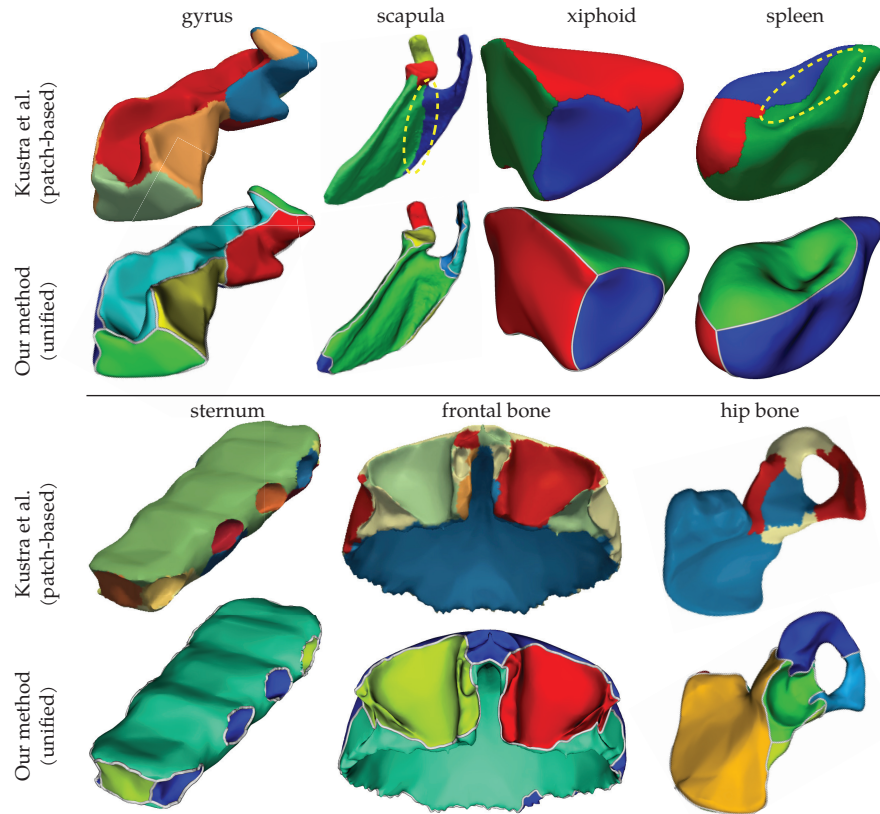 gyrus scapula xiphoid spleen
Kustra et al.
(patch-based)
Our method
(unified)
sternum frontal bone hip bone
Kustra et al.
(patch-based)
Our method
(unified)